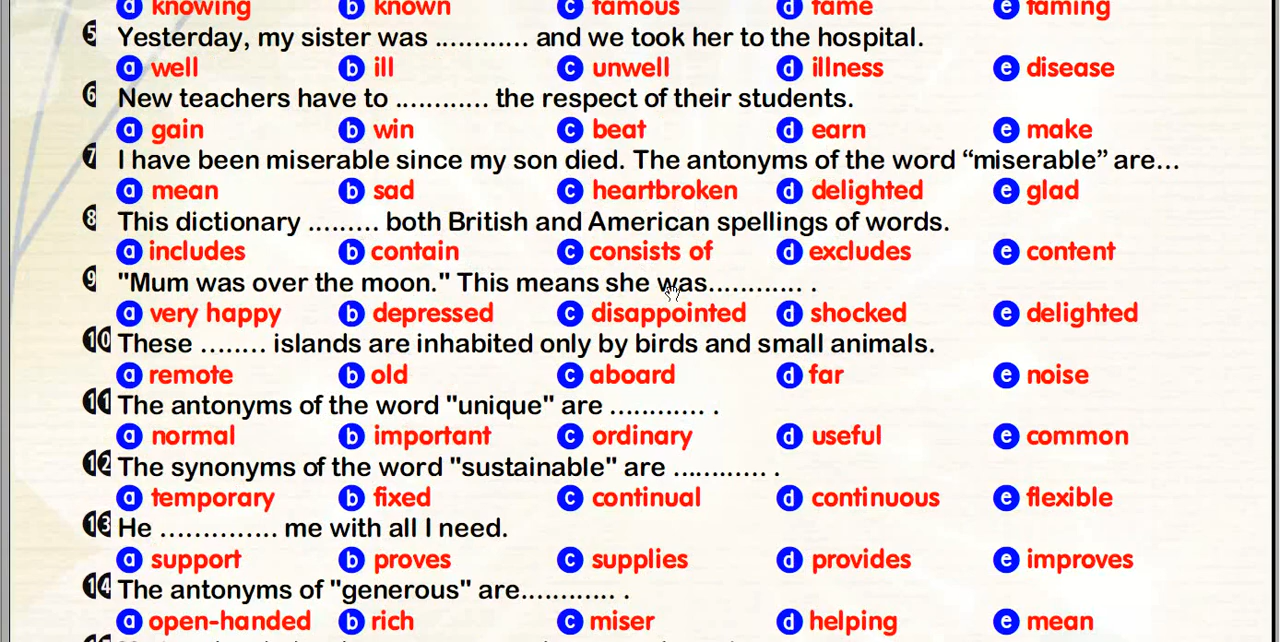 a knowing b known c famous d fame e faming
5 Yesterday, my sister was ............ and we took her to the hospital.
a well b ill c unwell d illness e disease
6 New teachers have to ............ the respect of their students.
a gain b win c beat d earn e make
7 I have been miserable since my son died. The antonyms of the word “miserable” are...
a mean b sad c heartbroken d delighted e glad
8 This dictionary ......... both British and American spellings of words.
a includes b contain c consists of d excludes e content
9 "Mum was over the moon." This means she was............ .
a very happy b depressed c disappointed d shocked e delighted
10 These ........ islands are inhabited only by birds and small animals.
a remote b old c aboard d far e noise
11 The antonyms of the word "unique" are ............ .
a normal b important c ordinary d useful e common
12 The synonyms of the word "sustainable" are ............ .
a temporary b fixed c continual d continuous e flexible
13 He .............. me with all I need.
a support b proves c supplies d provides e improves
14 The antonyms of "generous" are............ .
a open-handed b rich c miser d helping e mean